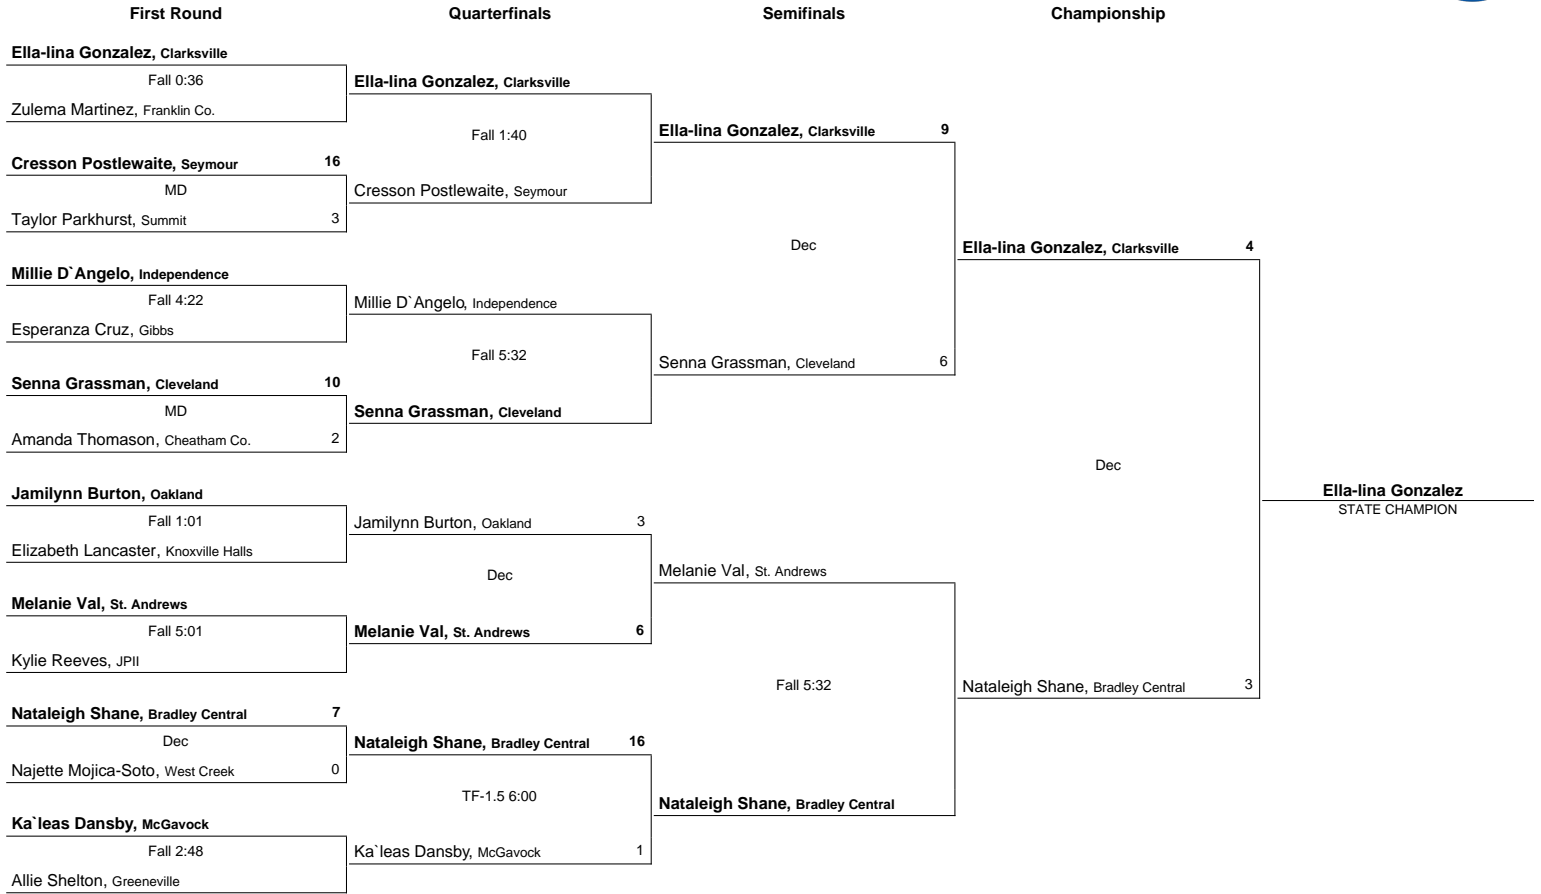 First Round
Quarterfinals
Semifinals
Championship
Ella-lina Gonzalez, Clarksville
Fall 0:36
Zulema Martinez, Franklin Co.
Cresson Postlewaite, Seymour 16
MD
Taylor Parkhurst, Summit 3
Millie D`Angelo, Independence
Fall 4:22
Esperanza Cruz, Gibbs
Senna Grassman, Cleveland 10
MD
Amanda Thomason, Cheatham Co. 2
Jamilynn Burton, Oakland
Fall 1:01
Elizabeth Lancaster, Knoxville Halls
Melanie Val, St. Andrews
Fall 5:01
Kylie Reeves, JPII
Nataleigh Shane, Bradley Central 7
Dec
Najette Mojica-Soto, West Creek 0
Ka`leas Dansby, McGavock
Fall 2:48
Allie Shelton, Greeneville
Ella-lina Gonzalez, Clarksville
Fall 1:40
Cresson Postlewaite, Seymour
Millie D`Angelo, Independence
Fall 5:32
Senna Grassman, Cleveland
Jamilynn Burton, Oakland 3
Dec
Melanie Val, St. Andrews 6
Nataleigh Shane, Bradley Central 16
TF-1.5 6:00
Ka`leas Dansby, McGavock 1
Ella-lina Gonzalez, Clarksville 9
Dec
Senna Grassman, Cleveland 6
Melanie Val, St. Andrews
Fall 5:32
Nataleigh Shane, Bradley Central
Ella-lina Gonzalez, Clarksville 4
Dec
Nataleigh Shane, Bradley Central 3
Ella-lina Gonzalez
STATE CHAMPION